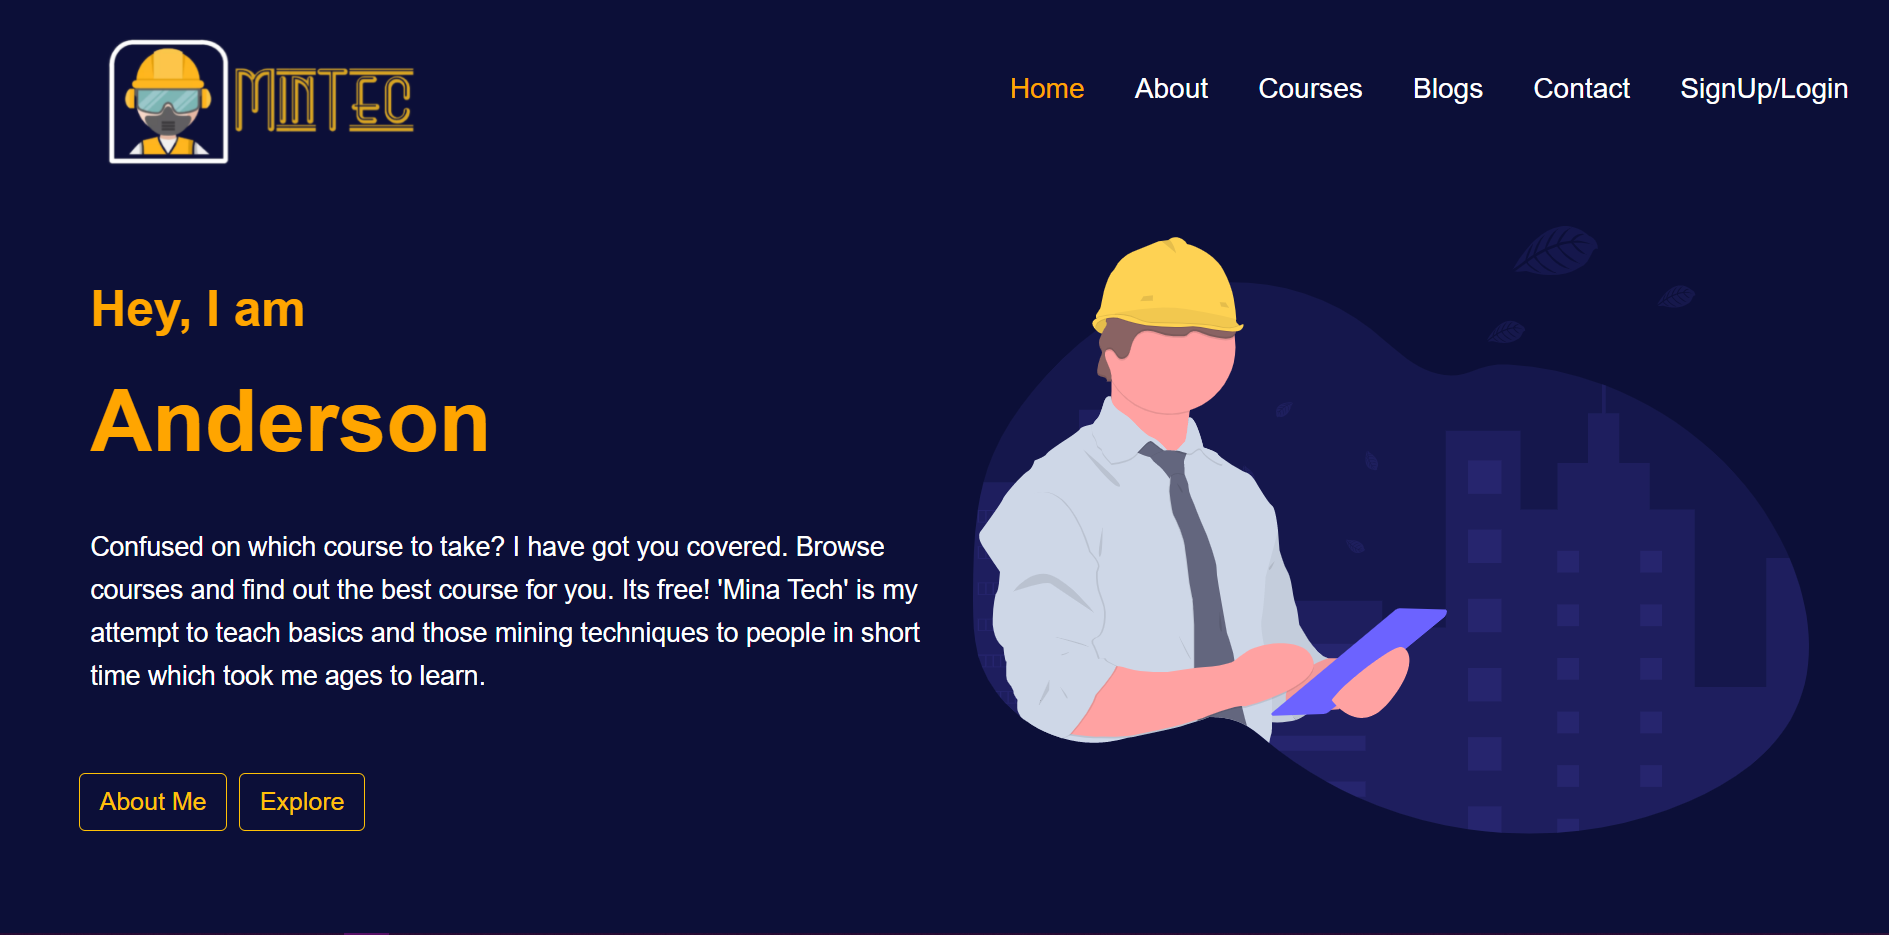 MINTEC
Home
About
Courses
Blogs
Contact
SignUp/Login
Hey, I am
Anderson
Confused on which course to take? I have got you covered. Browse
courses and find out the best course for you. Its free! 'Mina Tech' is my
attempt to teach basics and those mining techniques to people in short
time which took me ages to learn.
About Me
Explore